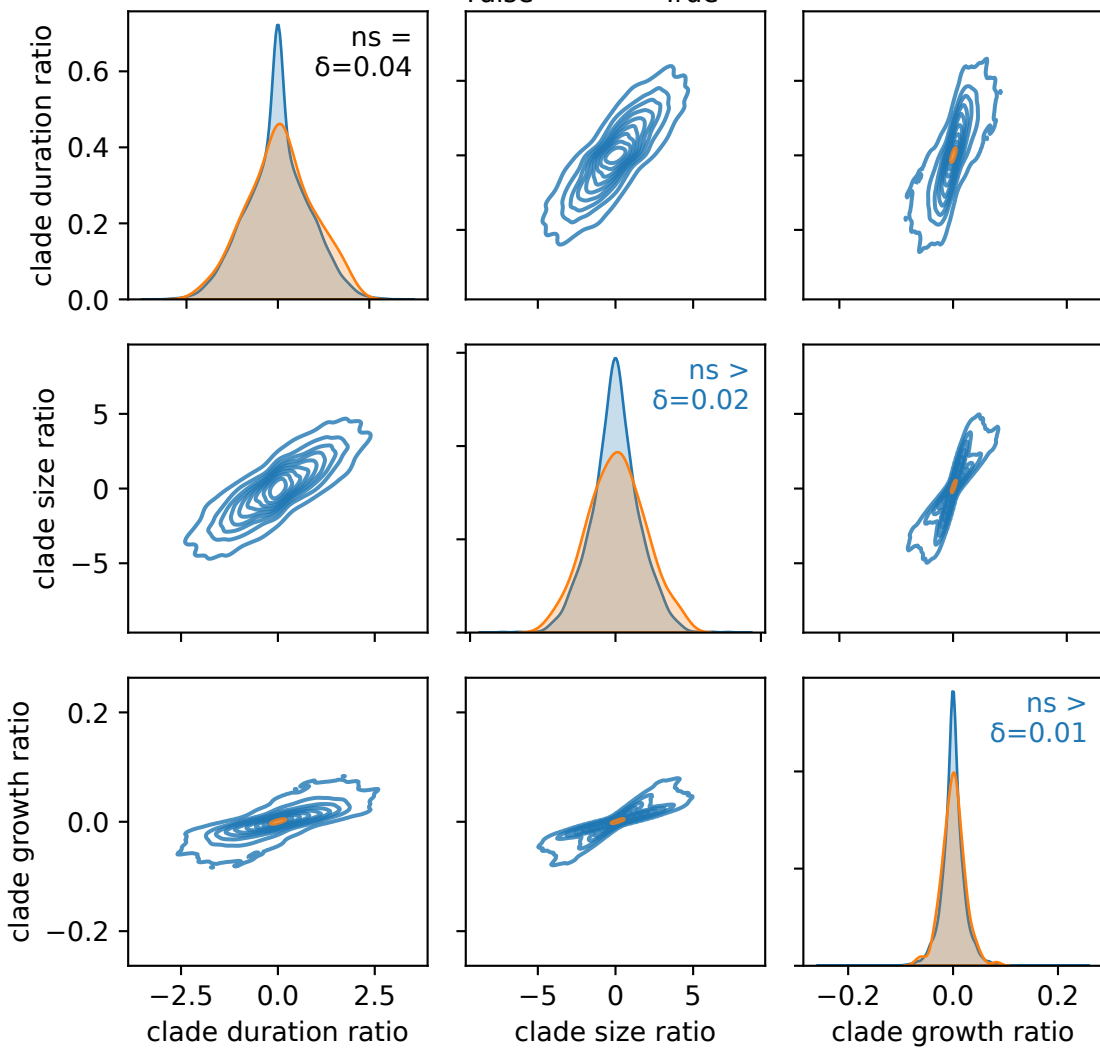 clade duration ratio
0.6
0.4
0.2
0.0
ns =
δ=0.04
clade size ratio
5
0
−5
ns >
δ=0.02
clade growth ratio
0.2
0.0
−0.2
ns >
δ=0.01
−2.5 0.0 2.5
−5 0 5
−0.2 0.0 0.2
clade duration ratio
clade size ratio
clade growth ratio